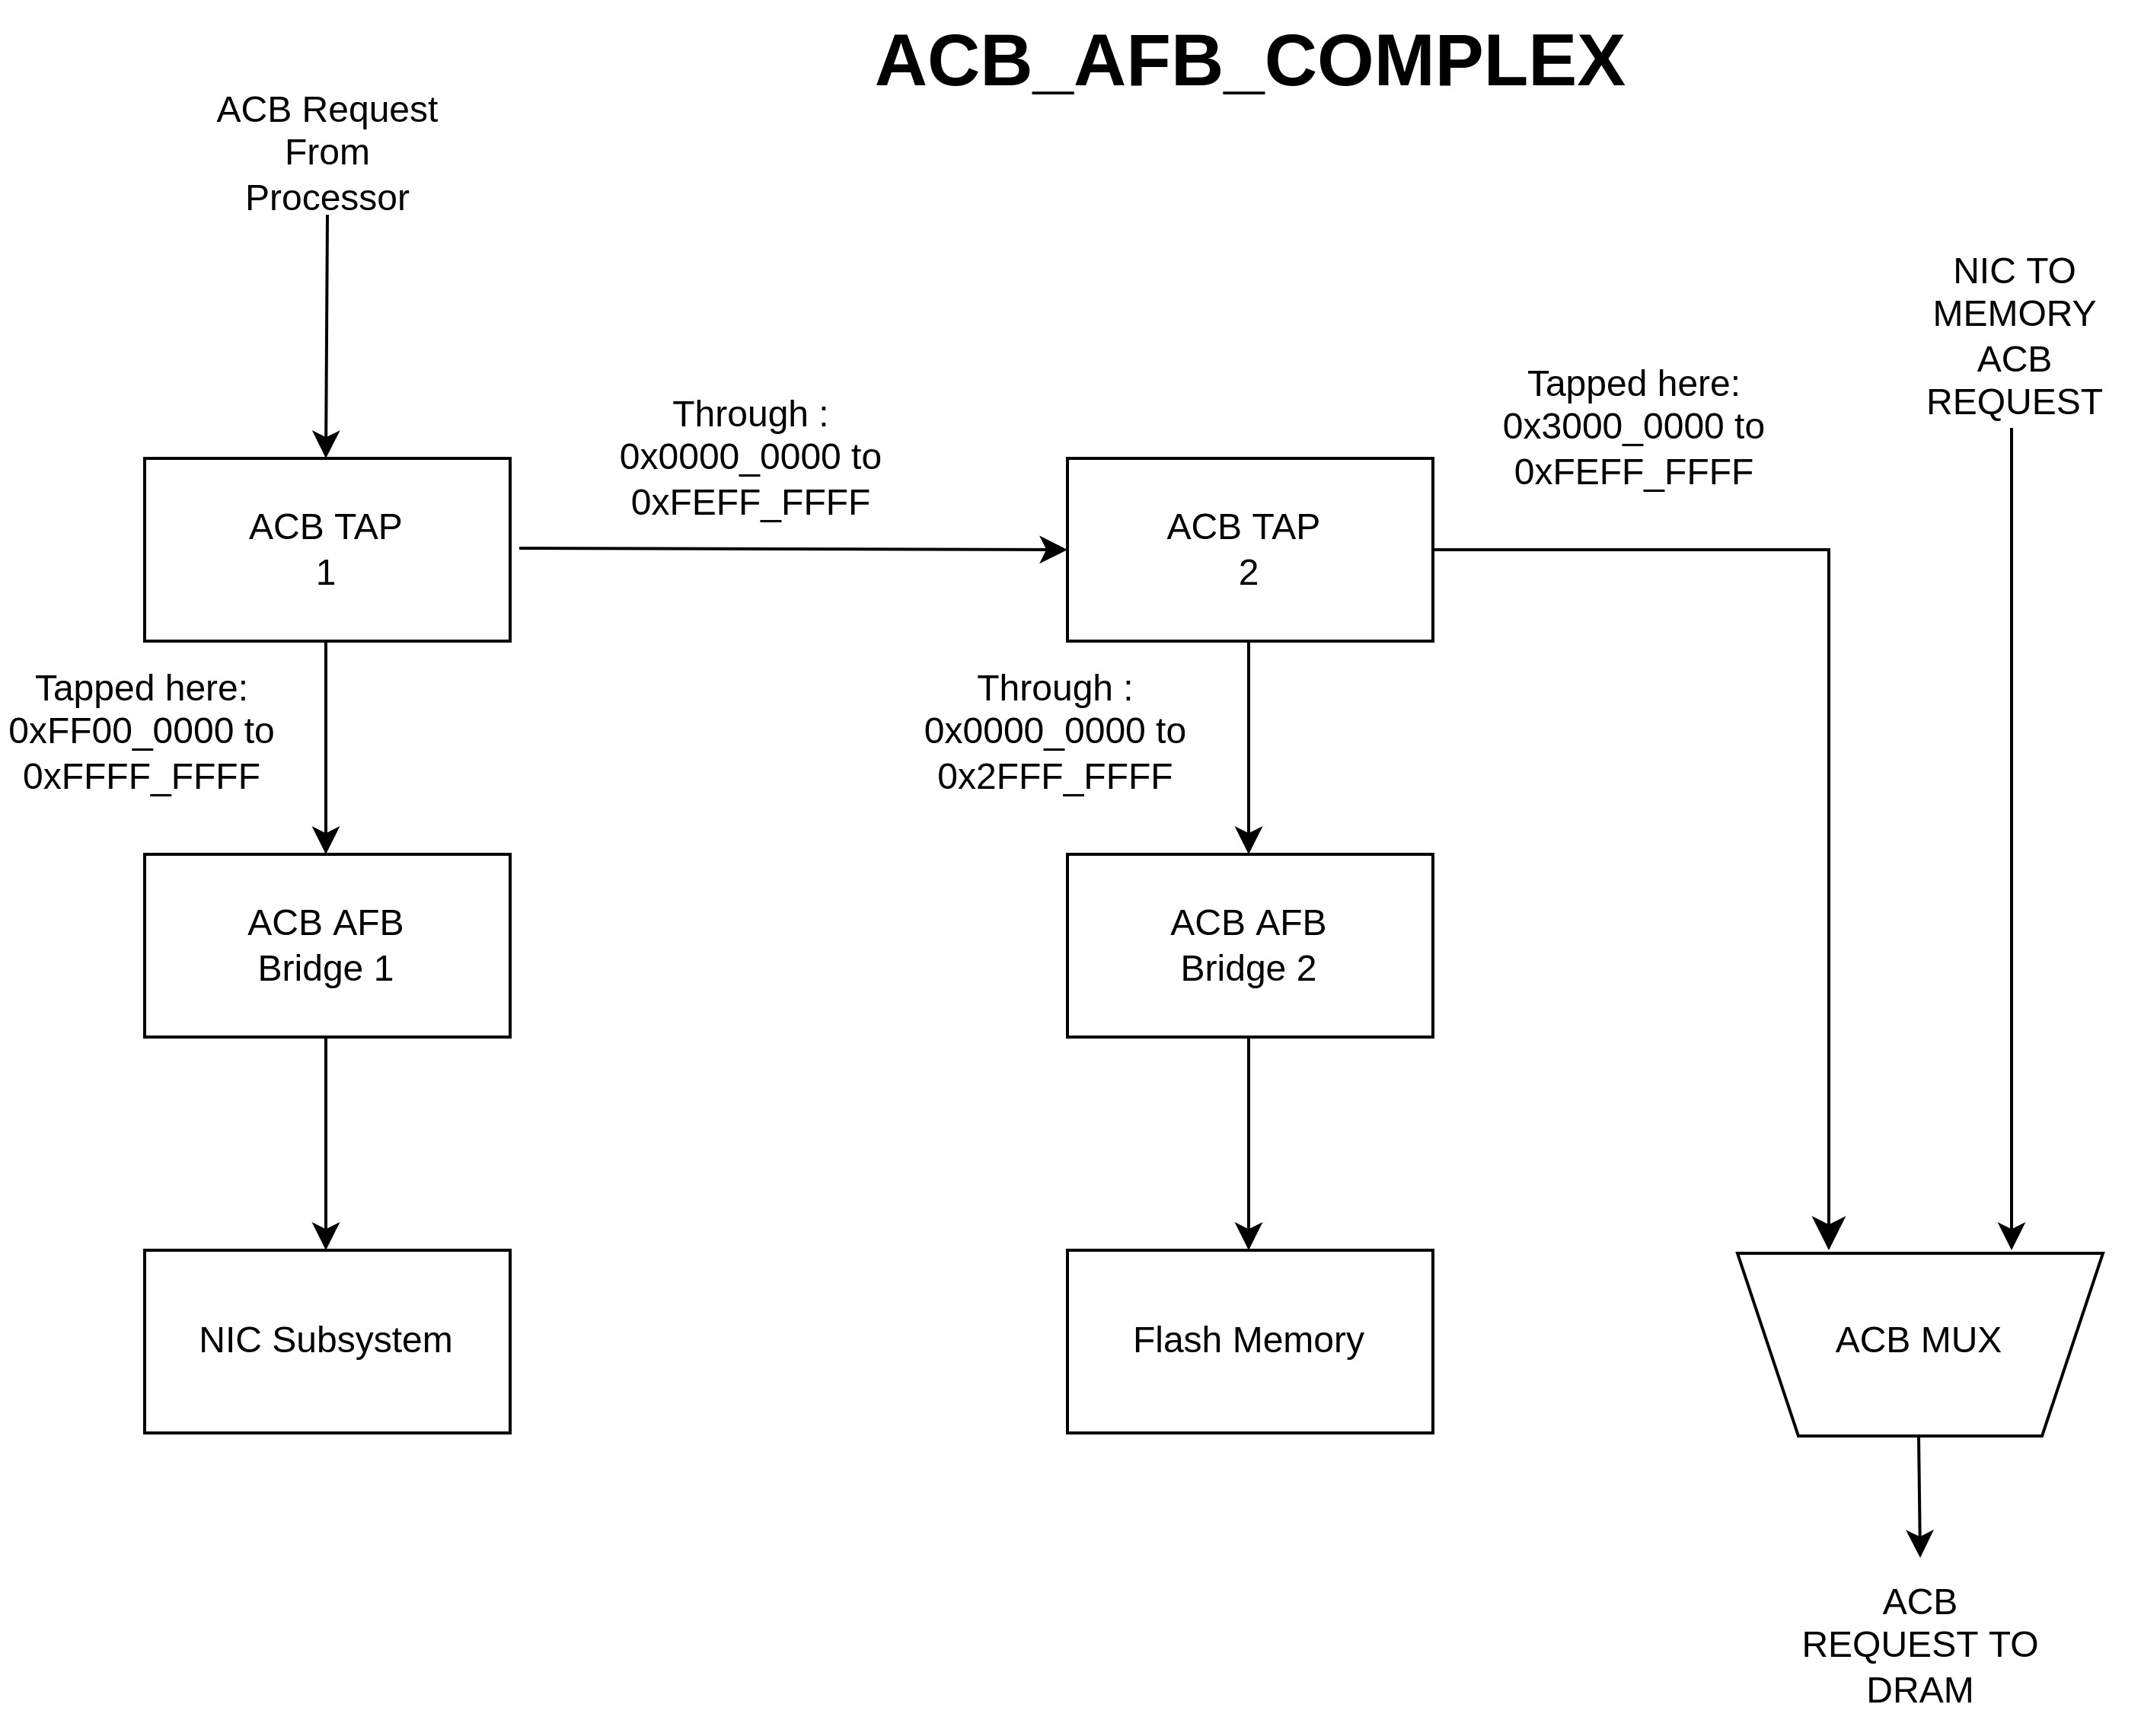 ACB_AFB_COMPLEX
ACB Request
From
Processor
NIC TO
MEMORY
ACB
REQUEST
Through :
0x0000_0000 to
0xFEFF_FFFF
Tapped here:
0x3000_0000 to
0xFEFF_FFFF
ACB TAP
1
ACB TAP
2
Tapped here:
0xFF00_0000 to
0xFFFF_FFFF
Through :
0x0000_0000 to
0x2FFF_FFFF
ACB AFB
Bridge 1
ACB AFB
Bridge 2
NIC Subsystem
Flash Memory
ACB MUX
ACB
REQUEST TO
DRAM